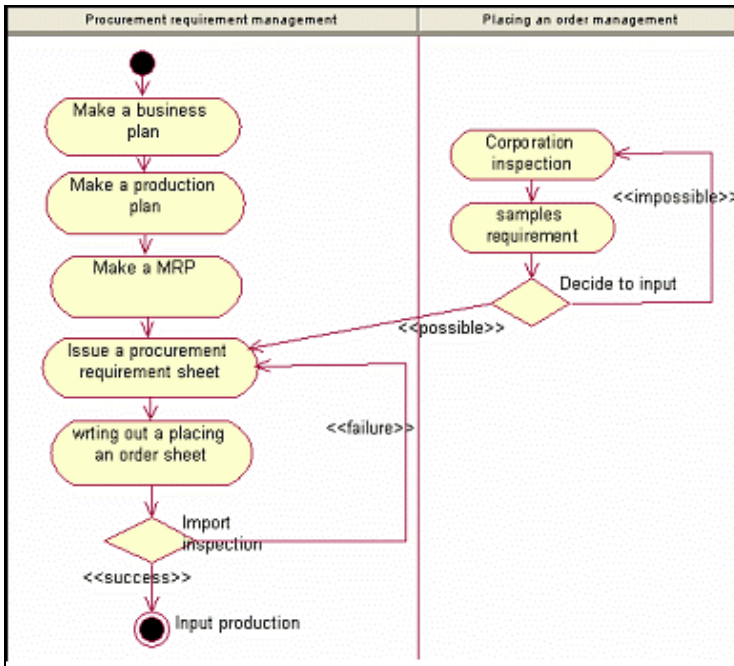 Procurement requirement management
Placing an order management
Make a business
plan
Make a production
plan
Make a MRP
Issue a procurement
requirement sheet
wrting out a placing
an order sheet
<<failure>>
Import
inspection
<<success>>
Input production
Corporation
inspection
<<impossible>>
samples
requirement
Decide to input
<<possible>>